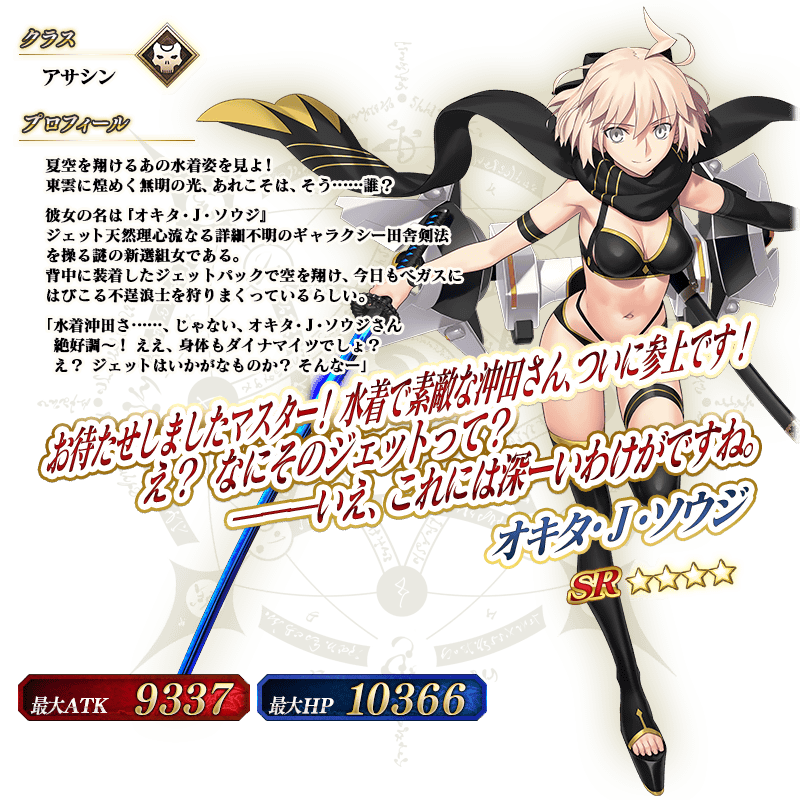 クラス
アサシン
プロフィール
夏空を翔けるあの水着姿を見よ!
東雲に煌めく無明の光、あれこそは、そう……誰?
彼女の名は『オキタ・J・ソウジ』
ジェット天然理心流なる詳細不明のギャラクシー田舎剣法
を操る謎の新選組女である。
背中に装着したジェットパックで空を翔け、今日もベガスに
はびこる不逞浪士を狩りまくっているらしい。
「水着沖田さ……、じゃない、オキタ・J・ソウジさん
絶好調～! ええ、身体もダイナマイツでしょ?
え? ジェットはいかがなものか? そんなー」
お待たせしましたマスター! 水着で素敵な沖田さん、ついに参上です!
え? なにそのジェットって?
――いえ、これには深ーいわけがですね。
オキタ・J・ソウジ
SR
最大ATK 9337
最大HP 10366